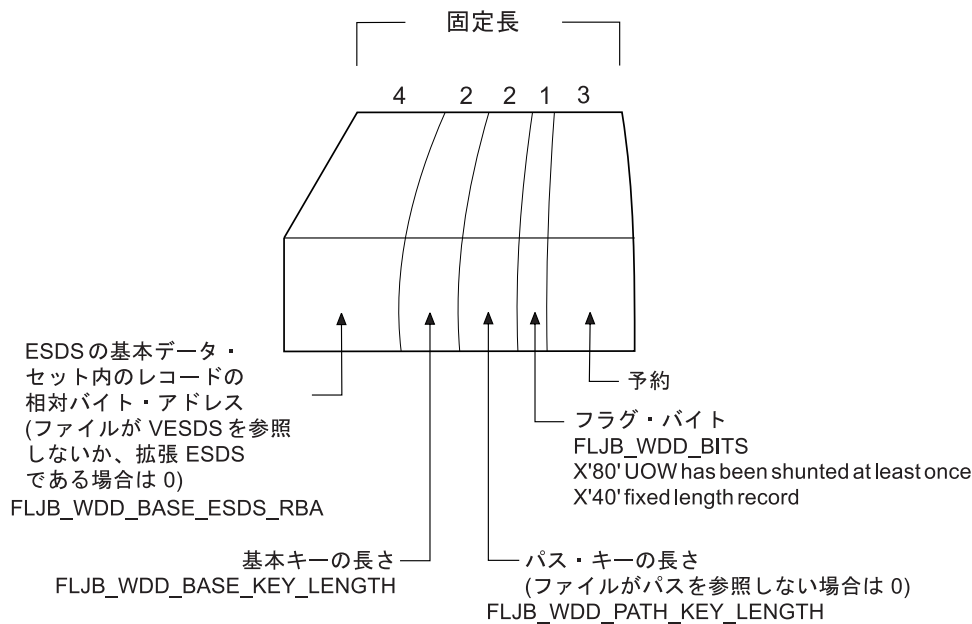 固定長
4 2 2 1 3
ESDS の基本データ・
セット内のレコードの
相対バイト・アドレス
(ファイルが VESDS を参照
しないか、拡張 ESDS
である場合は 0)
FLJB_WDD_BASE_ESDS_RBA
予約
フラグ・バイト
FLJB_WDD_BITS
X'80' UOW has been shunted at least once
X'40' fixed length record
基本キーの長さ
FLJB_WDD_BASE_KEY_LENGTH
パス・キーの長さ
(ファイルがパスを参照しない場合は 0)
FLJB_WDD_PATH_KEY_LENGTH